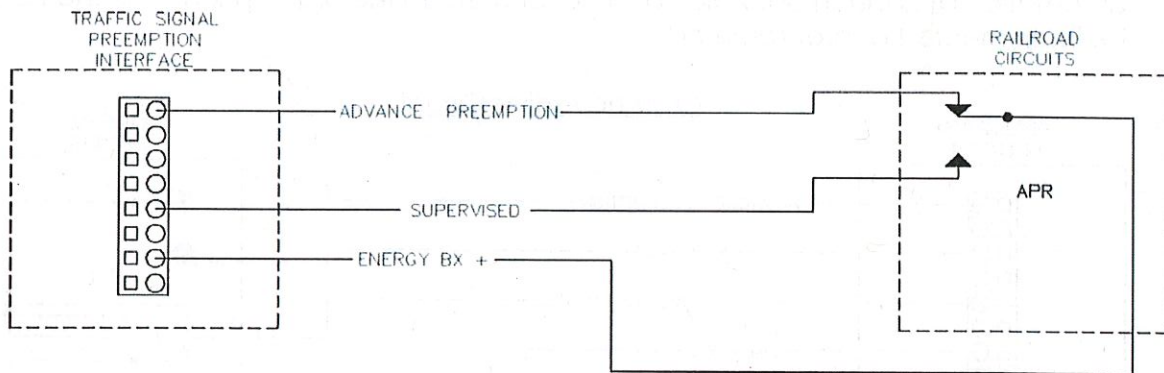 TRAFFIC SIGNAL
PREEMPTION
INTERFACE
RAILROAD
CIRCUITS
ADVANCE PREEMPTION
APR
SUPERVISED
ENERGY BX +